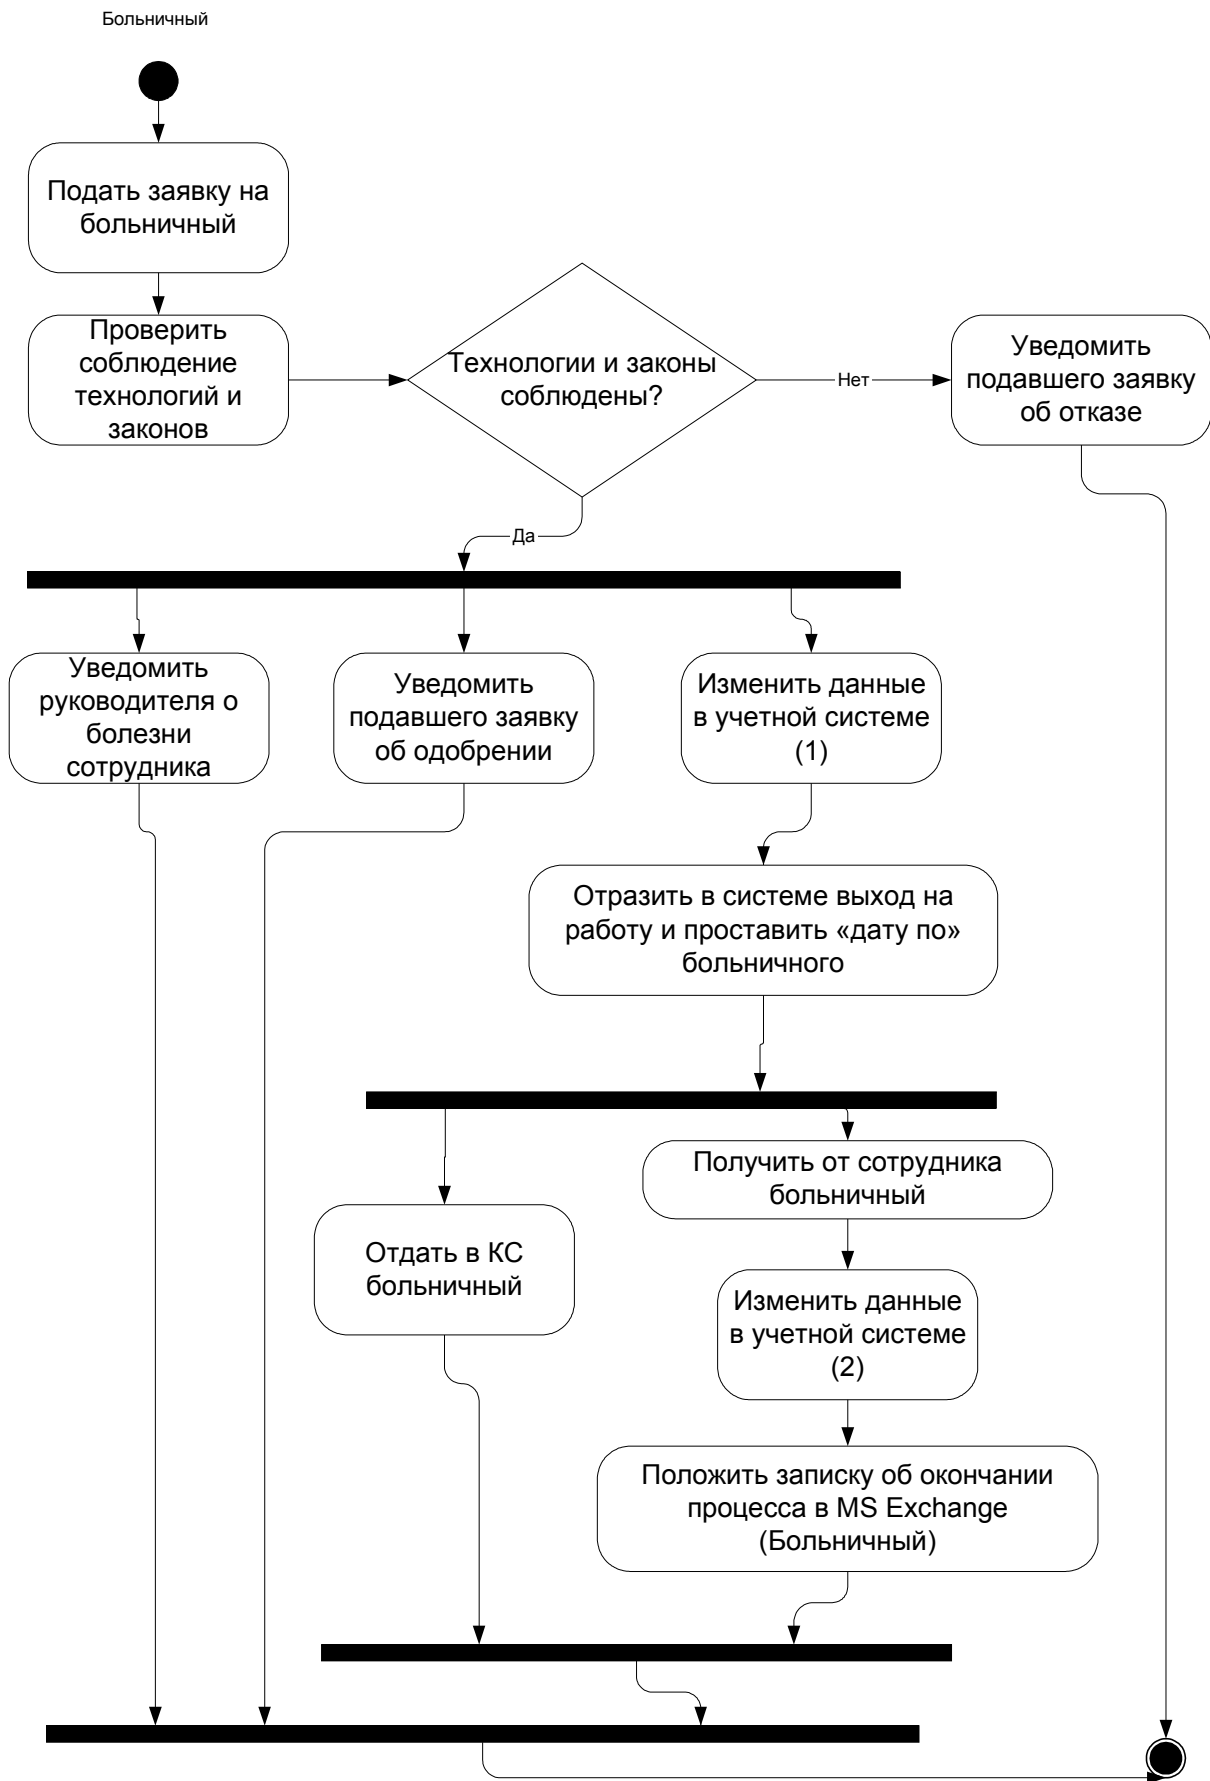 Больничный
Подать заявку на
больничный
Проверить
соблюдение
технологий и
законов
Технологии и законы
соблюдены?
Нет
Уведомить
подавшего заявку
об отказе
Да
Уведомить
руководителя о
болезни
сотрудника
Уведомить
подавшего заявку
об одобрении
Изменить данные
в учетной системе
(1)
Отразить в системе выход на
работу и проставить «дату по»
больничного
Получить от сотрудника
больничный
Отдать в КС
больничный
Изменить данные
в учетной системе
(2)
Положить записку об окончании
процесса в MS Exchange
(Больничный)